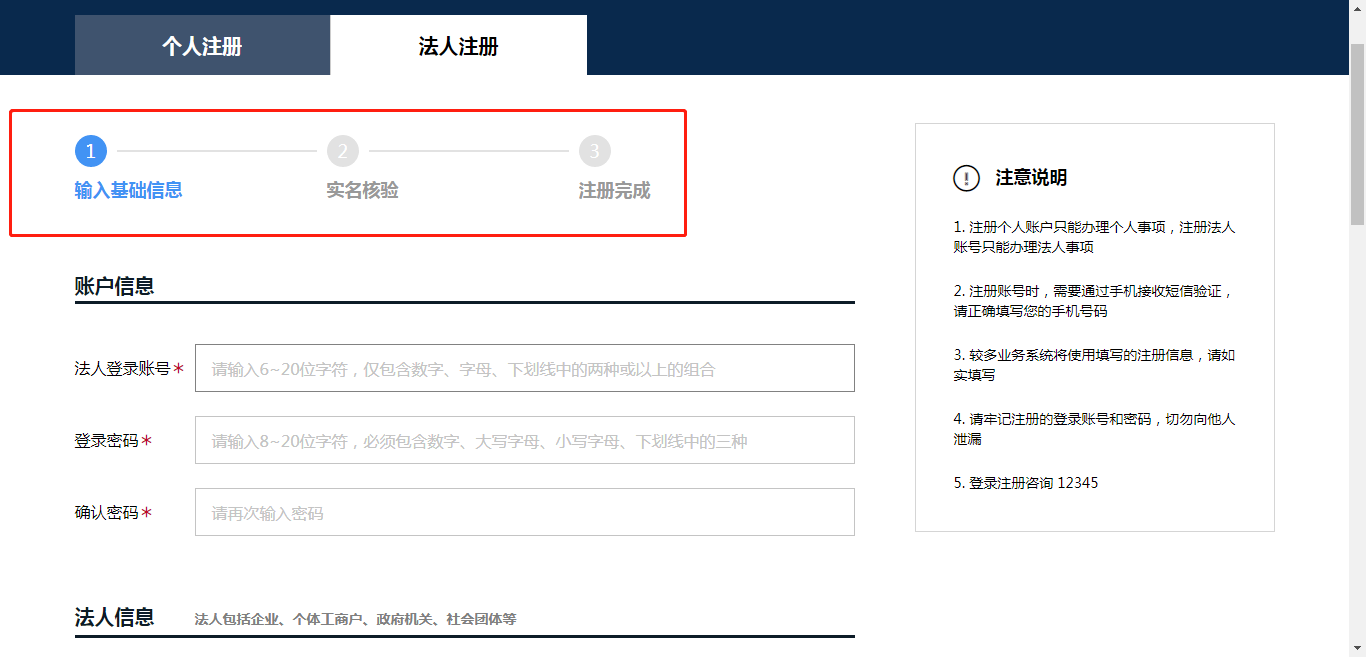 个人注册
法人注册
1
2
3
输入基础信息
实名核验
注册完成
账户信息
法人登录账号*
请输入6~20位字符，仅包含数字、字母、下划线中的两种或以上的组合
登录密码*
请输入8~20位字符，必须包含数字、大写字母、小写字母、下划线中的三种
确认密码*
请再次输入密码
法人信息
法人包括企业、个体工商户、政府机关、社会团体等
注意说明
1. 注册个人账户只能办理个人事项，注册法人
账号只能办理法人事项
2. 注册账号时，需要通过手机接收短信验证，
请正确填写您的手机号码
3. 较多业务系统将使用填写的注册信息，请如
实填写
4. 请牢记注册的登录账号和密码，切勿向他人
泄漏
5. 登录注册咨询 12345